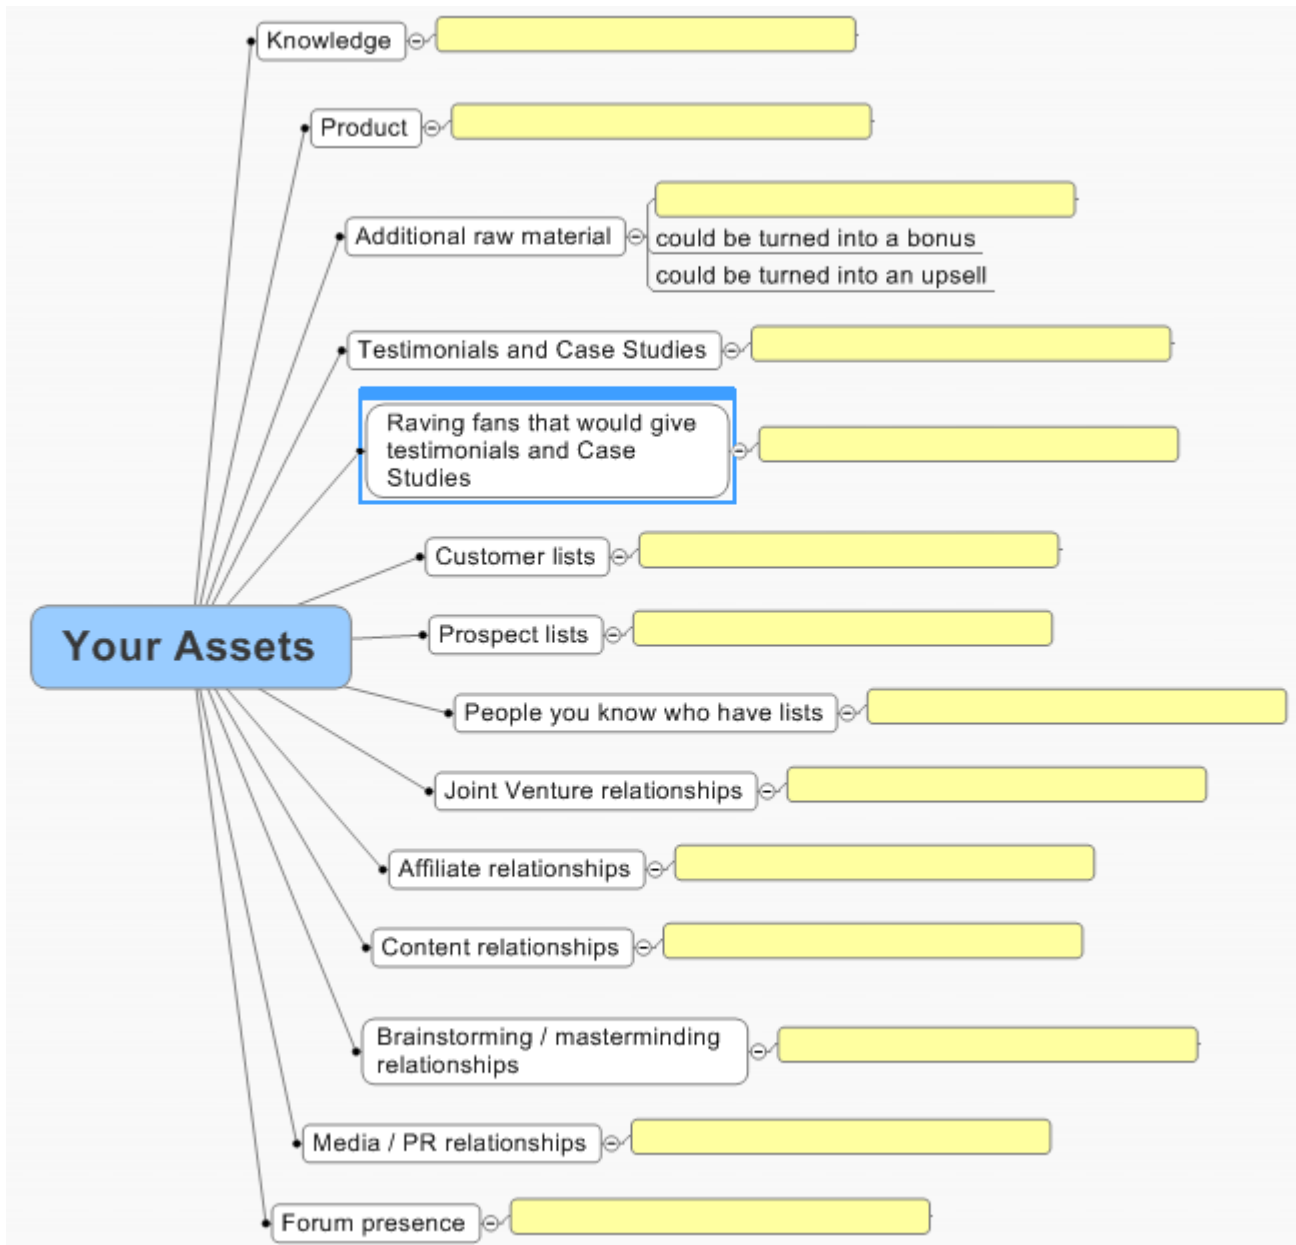 Knowledge
Product
Additional raw material
could be turned into a bonus
could be turned into an upsell
Testimonials and Case Studies
Raving fans that would give
testimonials and Case
Studies
Customer lists
Your Assets
Prospect lists
People you know who have lists
Joint Venture relationships
Affiliate relationships
Content relationships
Brainstorming / masterminding
relationships
Media / PR relationships
Forum presence